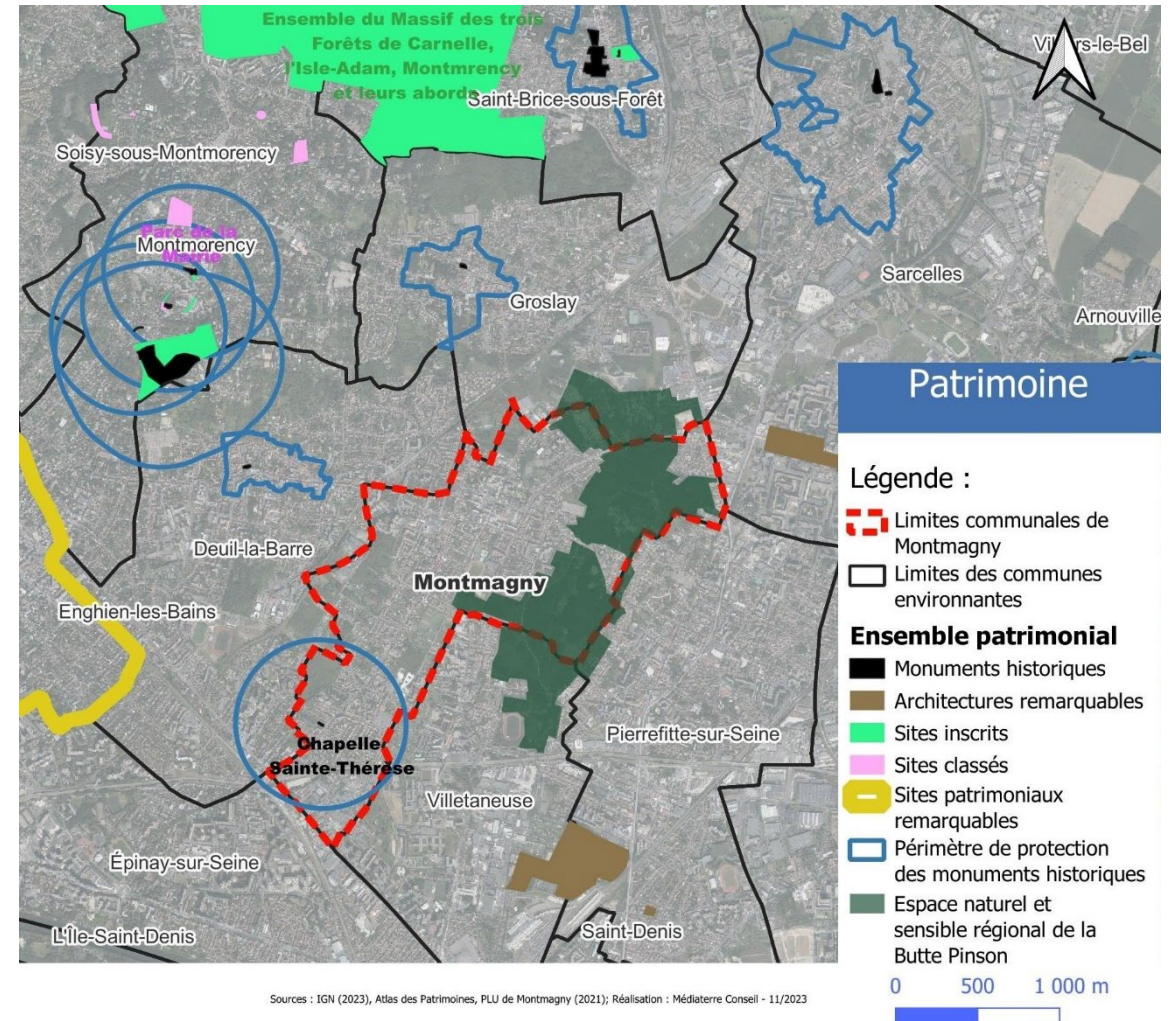 Ensemble du Massif des trois
Forêts de Carnelle,
l'Isle-Adam, Montmrency
et leurs abords
Saint-Brice-sous-Forêt
Soisy-sous-Montmorency
Parc de la
Montmorency
Mairie
Groslay
Sarcelles
Arnouville
Deuil-la-Barre
Montmagny
Enghien-les-Bains
Pierrefitte-sur-Seine
Chapelle
Sainte-Thérèse
Villetaneuse
Épinay-sur-Seine
L'Île-Saint-Denis
Saint-Denis
Patrimoine
Légende :
Limites communales de
Montmagny
Limites des communes
environnantes
Ensemble patrimonial
Monuments historiques
Architectures remarquables
Sites inscrits
Sites classés
Sites patrimoniaux
remarquables
Périmètre de protection
des monuments historiques
Espace naturel et
sensible régional de la
Butte Pinson
0 500 1 000 m
Sources : IGN (2023), Atlas des Patrimoines, PLU de Montmagny (2021); Réalisation : Médiaterre Conseil - 11/2023